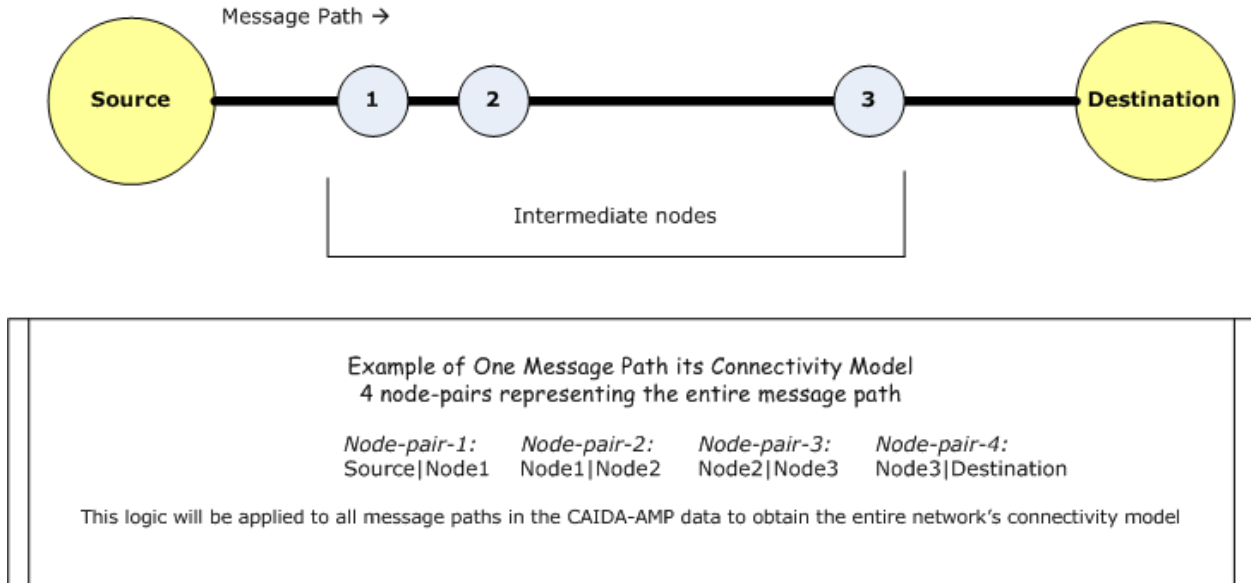 Message Path →
Source
1
2
3
Destination
Intermediate nodes
Example of One Message Path its Connectivity Model
4 node-pairs representing the entire message path
Node-pair-1: Node-pair-2: Node-pair-3: Node-pair-4:
Source|Node1 Node1|Node2 Node2|Node3 Node3|Destination
This logic will be applied to all message paths in the CAIDA-AMP data to obtain the entire network's connectivity model